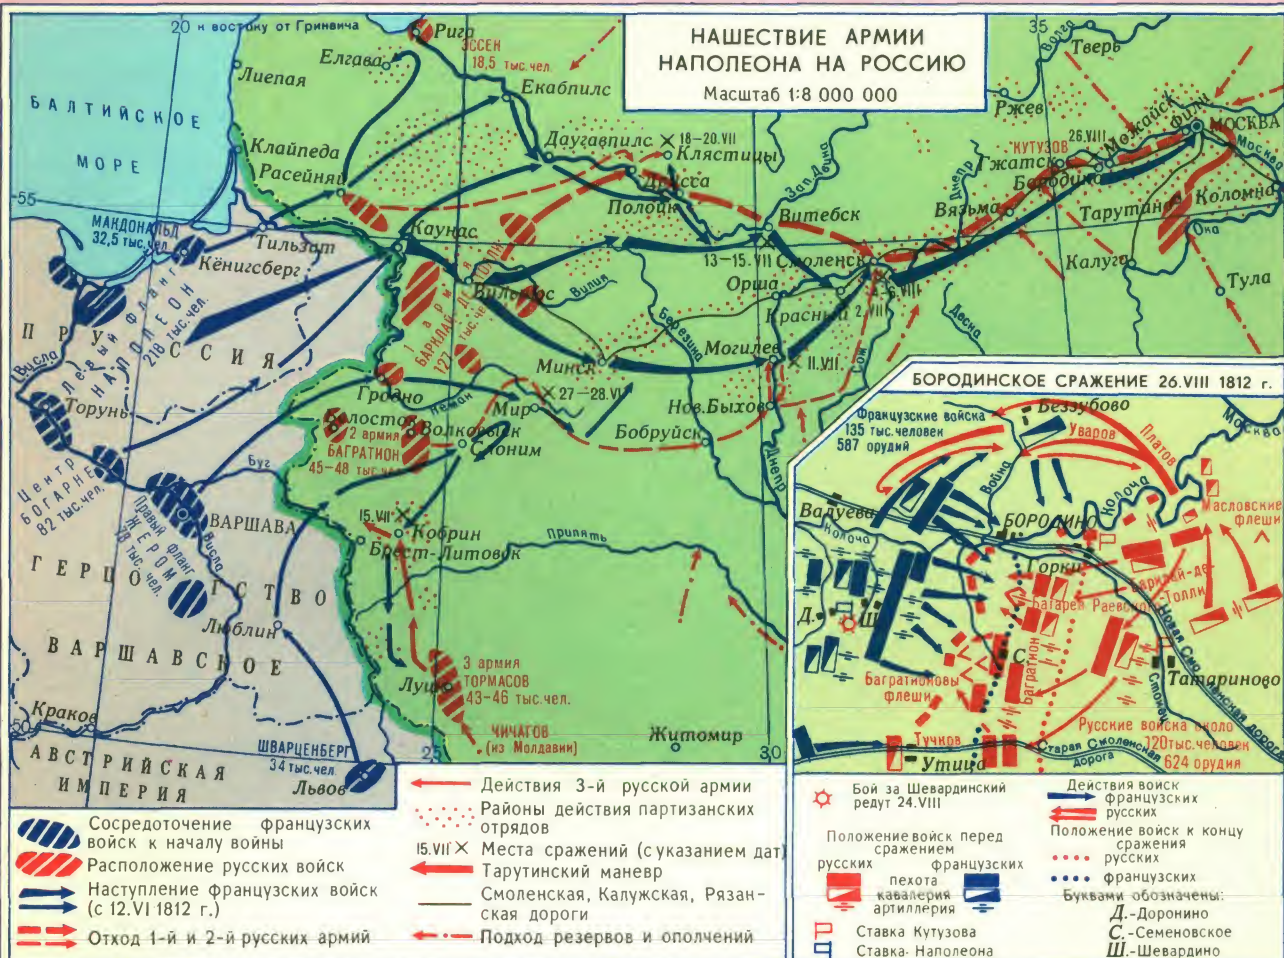 НАШЕСТВИЕ АРМИИ
НАПОЛЕОНА НА РОССИЮ
Масштаб 1:8 000 000
20 к востоку от Гринвича
35
Рига
ЭССЕН
18,5 тыс.чел.
Елгава
Лиепая
Екабпилс
Волга
Тверь
Ржев
БАЛТИЙСКОЕ
МОРЕ
Клайпеда
Расейняй
Даугавпилс
18-20.VII
Клястицы
Дрисса
Полоцк
Зап.Двина
Витебск
КУТУЗОВ
26.VIII
Гжатск
Бородино
Можайск
Фили
МОСКВА
Москва
Коломна
Тарутино
Ока
Днепр
Вязьма
55
МАКДОНАЛЬД
32,5 тыс.чел
Тильзит
Кёнигсберг
Каунас
Вильнюс
Вилия
13-15.VII
Смоленск
Орша
Красный
2.VIII
Калуга
Тула
Десна
Сож
ПРУССИЯ
Висла
Левый фланг
НАПОЛЕОН
218 тыс.чел.
1 армия
БАРКЛАЙ ДЕ ТОЛЛИ
127 тыс.чел.
Березина
Минск
Могилев
11.VII
Торунь
Гродно
Неман
Мир
27-28.VI
Нов.Быхов
Бобруйск
Днепр
2 армия
БАГРАТИОН
45-48 тыс.чел
Волковыск
Слоним
Центр
БОГАРНЕ
82 тыс.чел.
Буг
Правый фланг
ЖЕРОМ
78 тыс. чел.
ВАРШАВА
Висла
15.VII
Кобрин
Брест-Литовск
Припять
ГЕРЦОГСТВО
ВАРШАВСКОЕ
Люблин
Луцк
3 армия
ТОРМАСОВ
43-46 тыс.чел.
ЧИЧАГОВ
(из Молдавии)
Житомир
Краков
50
25
30
АВСТРИЙСКАЯ
ИМПЕРИЯ
ШВАРЦЕНБЕРГ
34 тыс.чел
Львов
БОРОДИНСКОЕ СРАЖЕНИЕ 26.VIII 1812 г.
Французские войска
135 тыс.человек
587 орудий
Беззубово
Уваров
Платов
Москва
Война
Колоча
Валуева
Колоча
БОРОДИНО
Горки
Масловские
флеши
Барклай-де-
Толли
Батарея Раевского
Д.
Ш.
С.
Багратионовы
флеши
Багратион
Новая Смоленская дорога
Стонец
Татариново
Тучков
Утица
Старая Смоленская
дорога
Русские войска около
120тыс.человек
624 орудия
Сосредоточение французских
войск к началу войны
Расположение русских войск
Наступление французских войск
(с 12.VI 1812 г.)
Отход 1-й и 2-й русских армий
Действия 3-й русской армии
Районы действия партизанских
отрядов
15.VII Места сражений (с указанием дат)
Тарутинский маневр
Смоленская, Калужская, Рязан-
ская дороги
Подход резервов и ополчений
Бой за Шевардинский
редут 24.VIII
Положение войск перед
сражением
русских французских
пехота
кавалерия
артиллерия
Ставка Кутузова
Ставка Наполеона
Действия войск
французских
русских
Положение войск к концу
сражения
русских
французских
Буквами обозначены:
Д.-Доронино
С.-Семеновское
Ш.-Шевардино